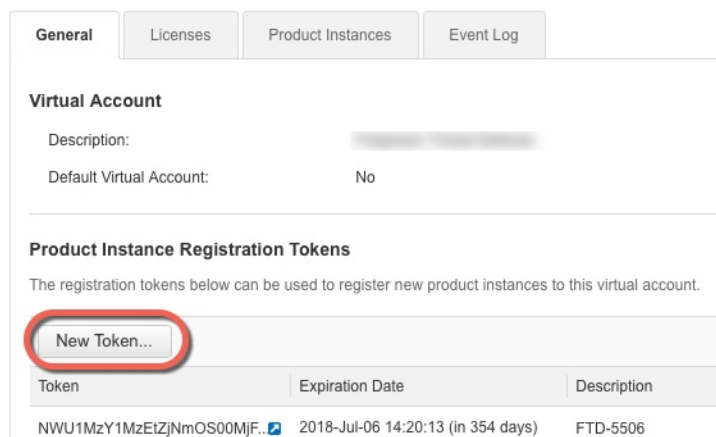 General Licenses Product Instances Event Log
Virtual Account
Description:
Default Virtual Account: No
Product Instance Registration Tokens
The registration tokens below can be used to register new product instances to this virtual account.
New Token...
Token Expiration Date Description
NWU1MzY1MzEtZjNmOS00MjF.. 2018-Jul-06 14:20:13 (in 354 days) FTD-5506